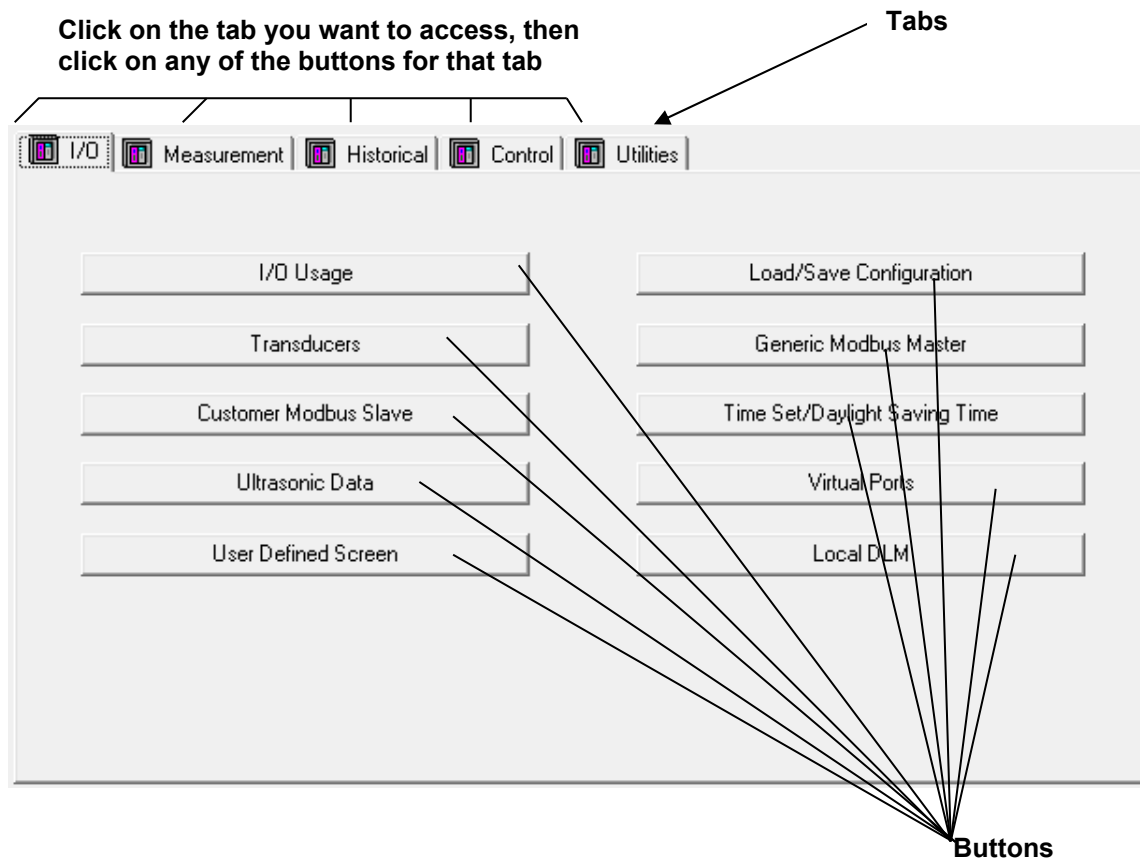 Click on the tab you want to access, then
click on any of the buttons for that tab
Tabs
I/O
Measurement
Historical
Control
Utilities
I/O Usage
Load/Save Configuration
Transducers
Generic Modbus Master
Customer Modbus Slave
Time Set/Daylight Saving Time
Ultrasonic Data
Virtual Ports
User Defined Screen
Local DLM
Buttons